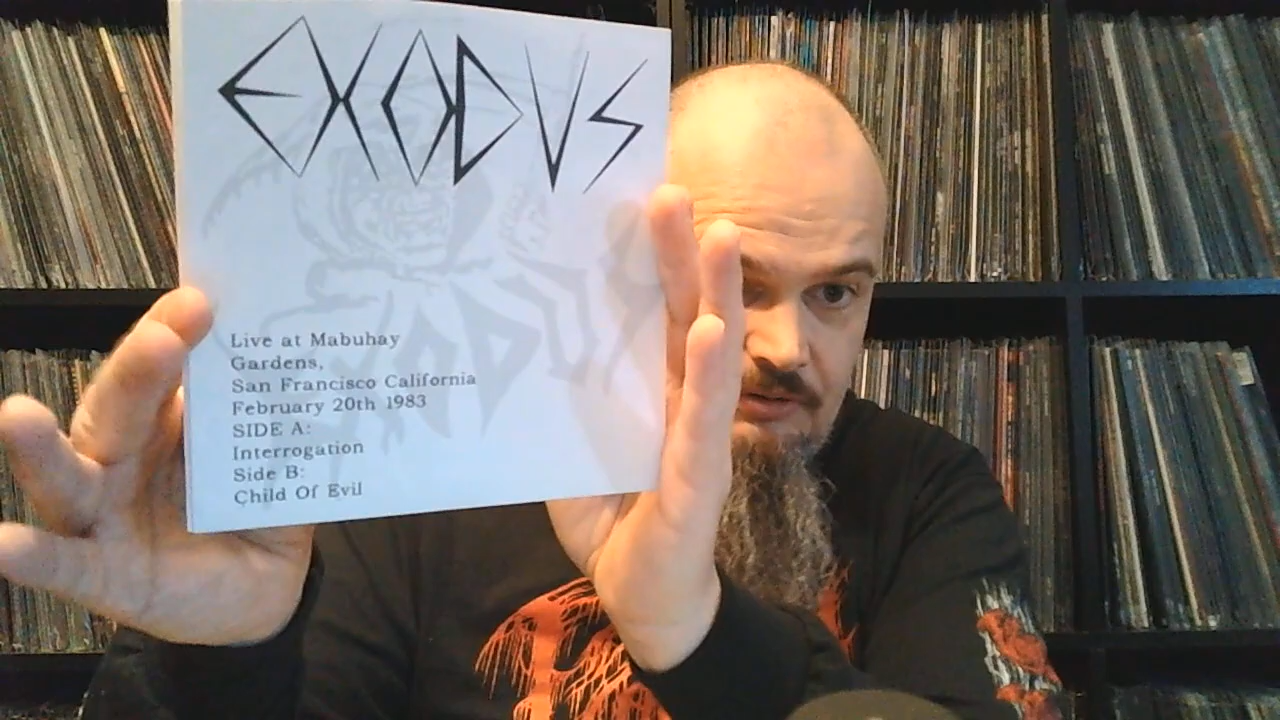 EXODUS
Live at Mabuhay
Gardens,
San Francisco California
February 20th 1983
SIDE A:
Interrogation
Side B:
Child Of Evil